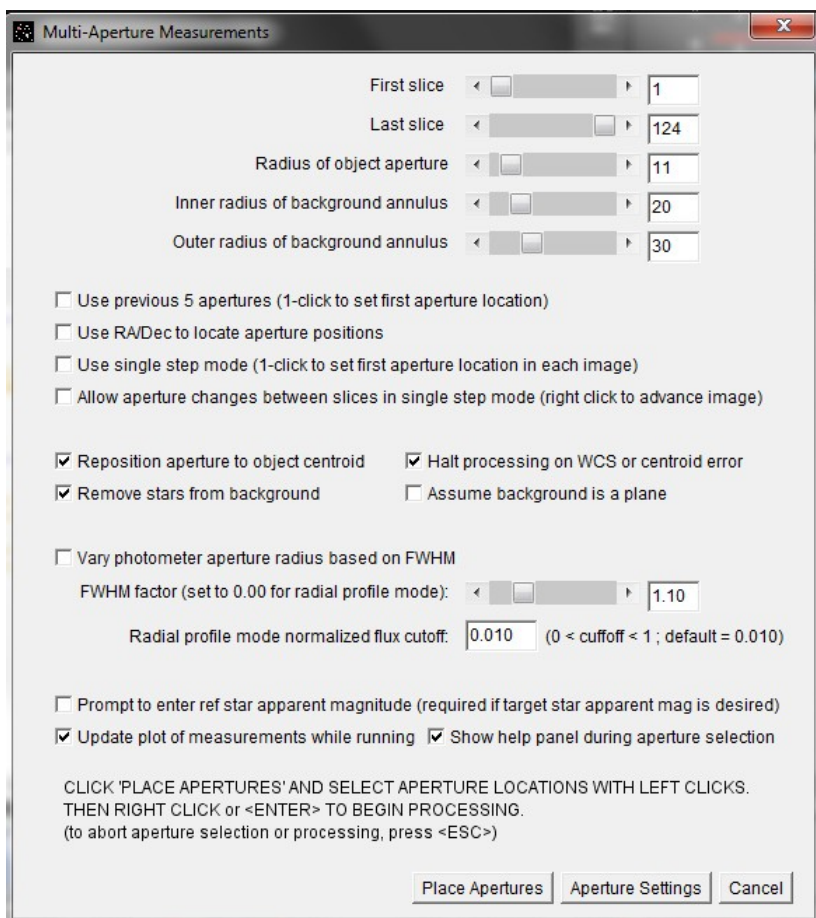 Multi-Aperture Measurements
First slice 1
Last slice 124
Radius of object aperture 11
Inner radius of background annulus 20
Outer radius of background annulus 30
Use previous 5 apertures (1-click to set first aperture location)
Use RA/Dec to locate aperture positions
Use single step mode (1-click to set first aperture location in each image)
Allow aperture changes between slices in single step mode (right click to advance image)
Reposition aperture to object centroid Halt processing on WCS or centroid error
Remove stars from background Assume background is a plane
Vary photometer aperture radius based on FWHM
FWHM factor (set to 0.00 for radial profile mode): 1.10
Radial profile mode normalized flux cutoff: 0.010 (0 < cuffoff < 1 ; default = 0.010)
Prompt to enter ref star apparent magnitude (required if target star apparent mag is desired)
Update plot of measurements while running Show help panel during aperture selection
CLICK 'PLACE APERTURES' AND SELECT APERTURE LOCATIONS WITH LEFT CLICKS.
THEN RIGHT CLICK or <ENTER> TO BEGIN PROCESSING.
(to abort aperture selection or processing, press <ESC>)
Place Apertures Aperture Settings Cancel